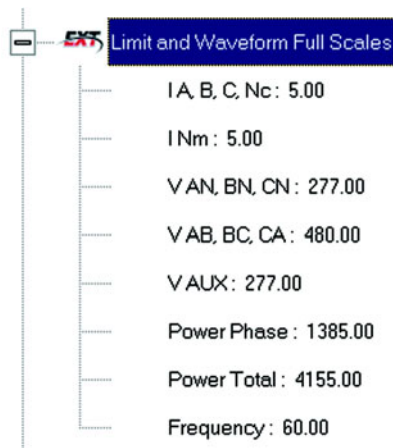 EXT Limit and Waveform Full Scales
I A, B, C, Nc : 5.00
I Nm : 5.00
V AN, BN, CN : 277.00
V AB, BC, CA : 480.00
V AUX : 277.00
Power Phase : 1385.00
Power Total : 4155.00
Frequency : 60.00